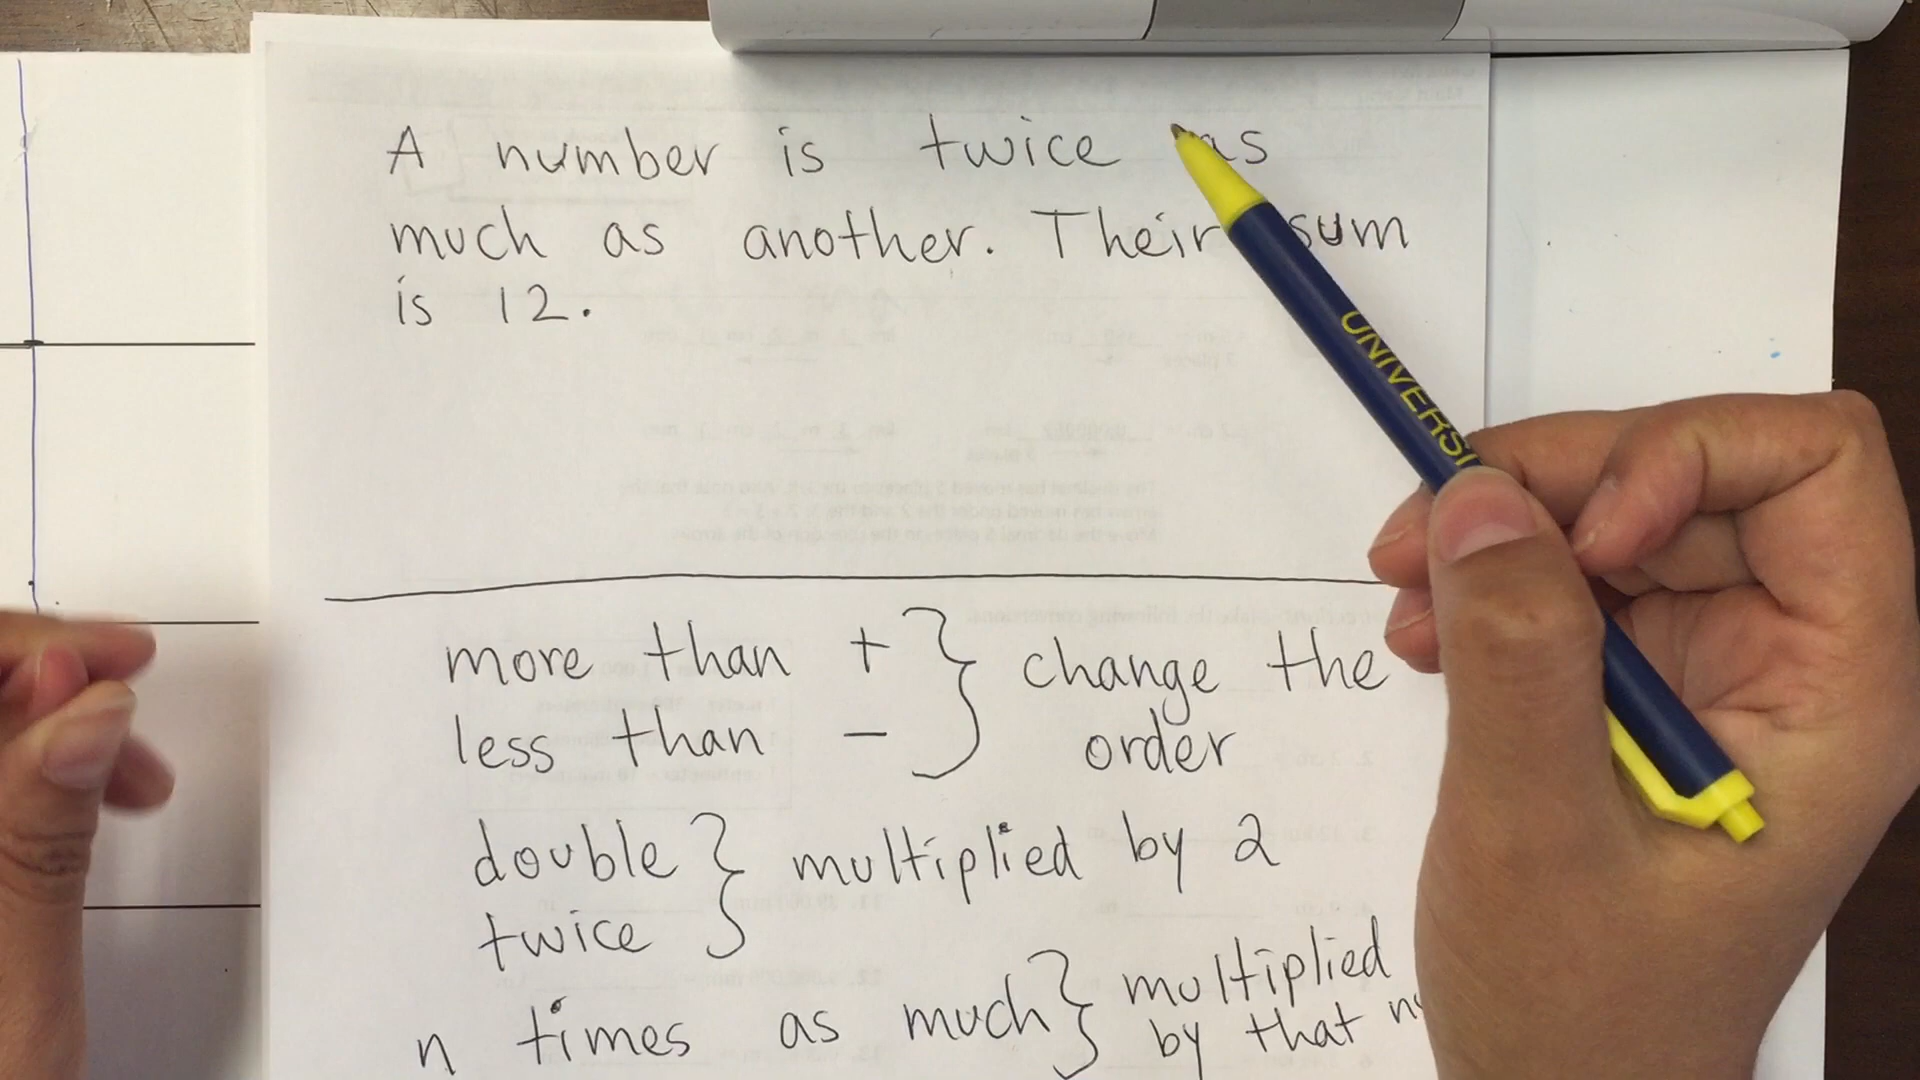 A number is twice as
much as another. Their sum
is 12.
UNIVERSI
more than + } change the
less than - } order
double } multiplied by 2
twice }
n times as much } multiplied
by that